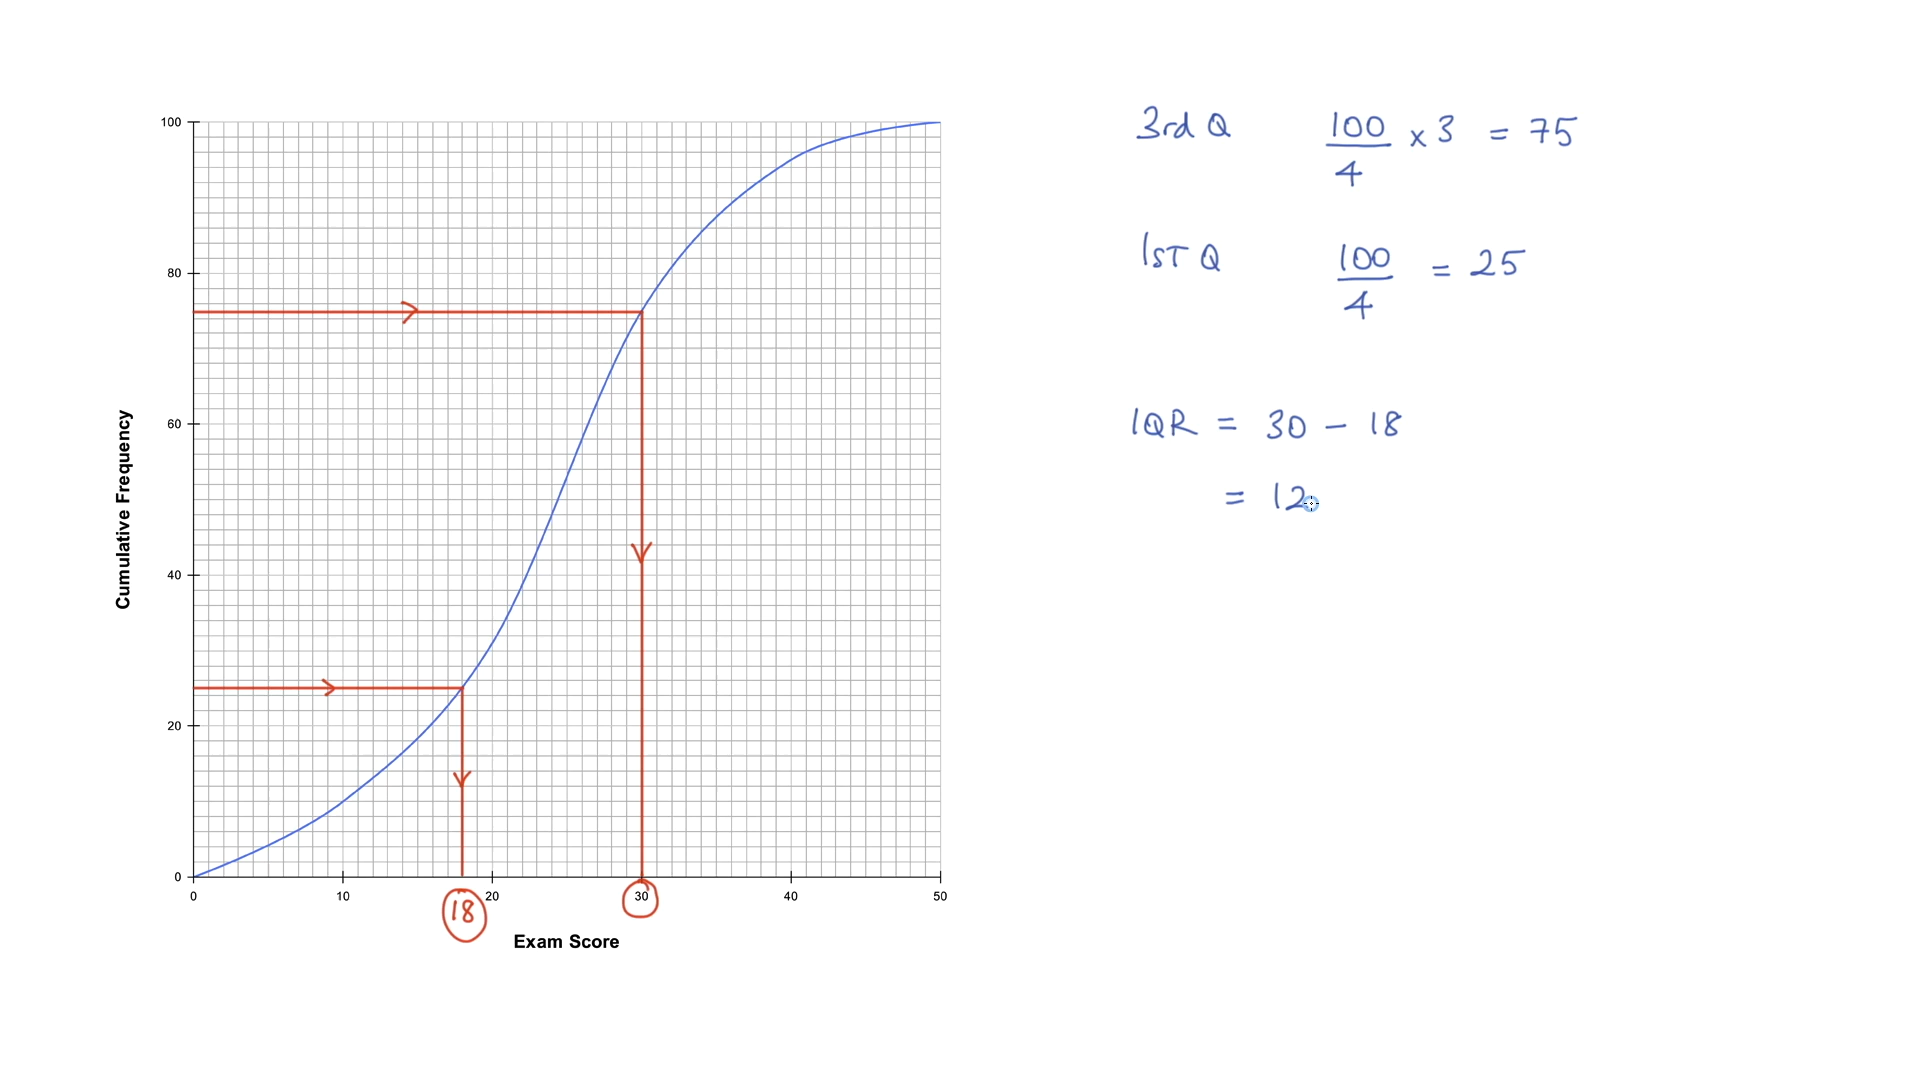 3rd Q 100/4 × 3 = 75
1ST Q 100/4 = 25
IQR = 30 − 18
= 12
Cumulative Frequency
100
80
60
40
20
0
0 10 20 30 40 50
18
Exam Score